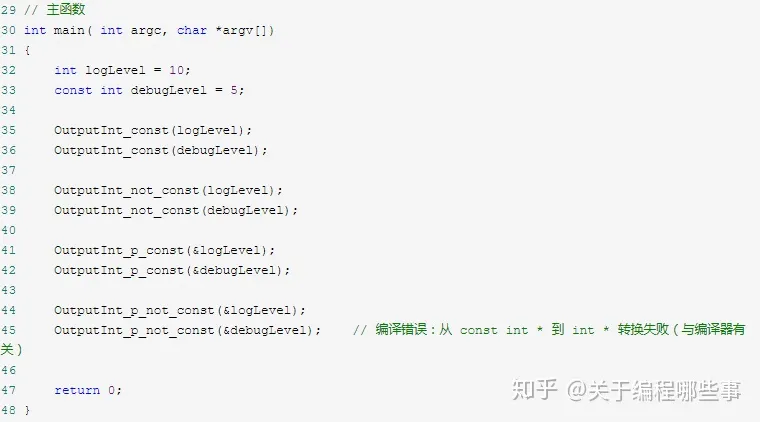 29 // 主函数
30 int main( int argc, char *argv[])
31 {
32     int logLevel = 10;
33     const int debugLevel = 5;
34
35     OutputInt_const(logLevel);
36     OutputInt_const(debugLevel);
37
38     OutputInt_not_const(logLevel);
39     OutputInt_not_const(debugLevel);
40
41     OutputInt_p_const(&logLevel);
42     OutputInt_p_const(&debugLevel);
43
44     OutputInt_p_not_const(&logLevel);
45     OutputInt_p_not_const(&debugLevel);    // 编译错误：从 const int * 到 int * 转换失败（与编译器有
关）
46
47     return 0;
48 }
知乎 @关于编程哪些事